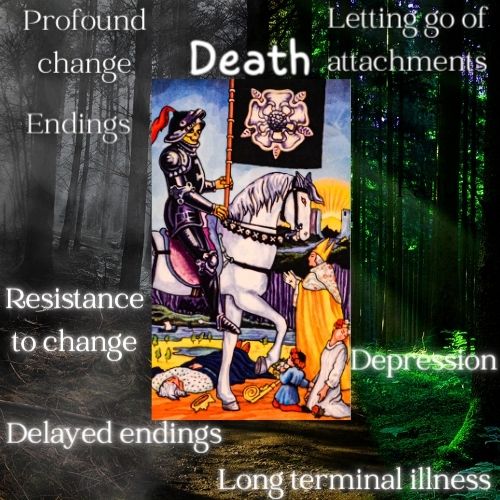 Profound
change
Death
Letting go of
attachments
Endings
Resistance
to change
Depression
Delayed endings
Long terminal illness